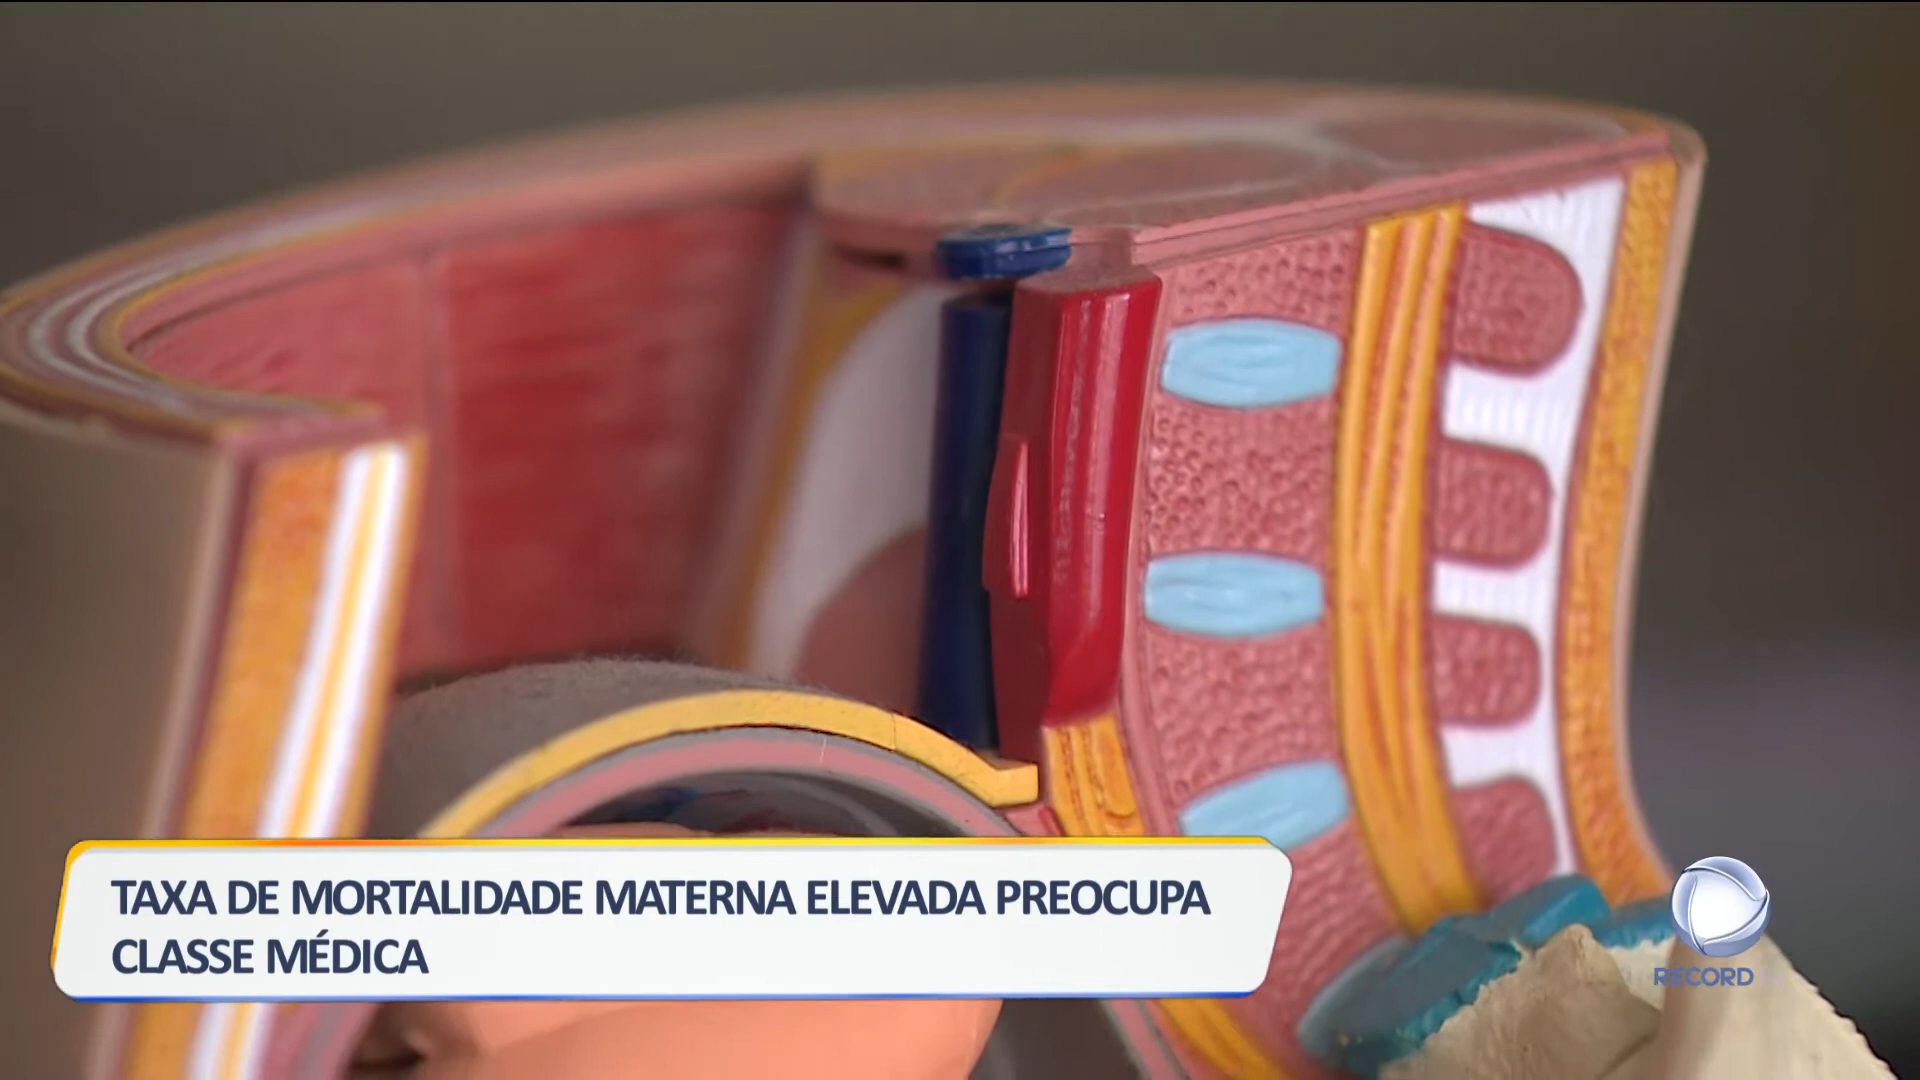 TAXA DE MORTALIDADE MATERNA ELEVADA PREOCUPA
CLASSE MÉDICA
RECORD